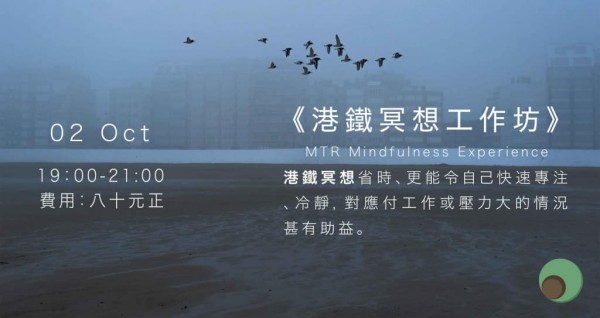 02 Oct
19:00-21:00
費用：八十元正
《港鐵冥想工作坊》
MTR Mindfulness Experience
港鐵冥想省時、更能令自己快速專注
、冷靜，對應付工作或壓力大的情況
甚有助益。